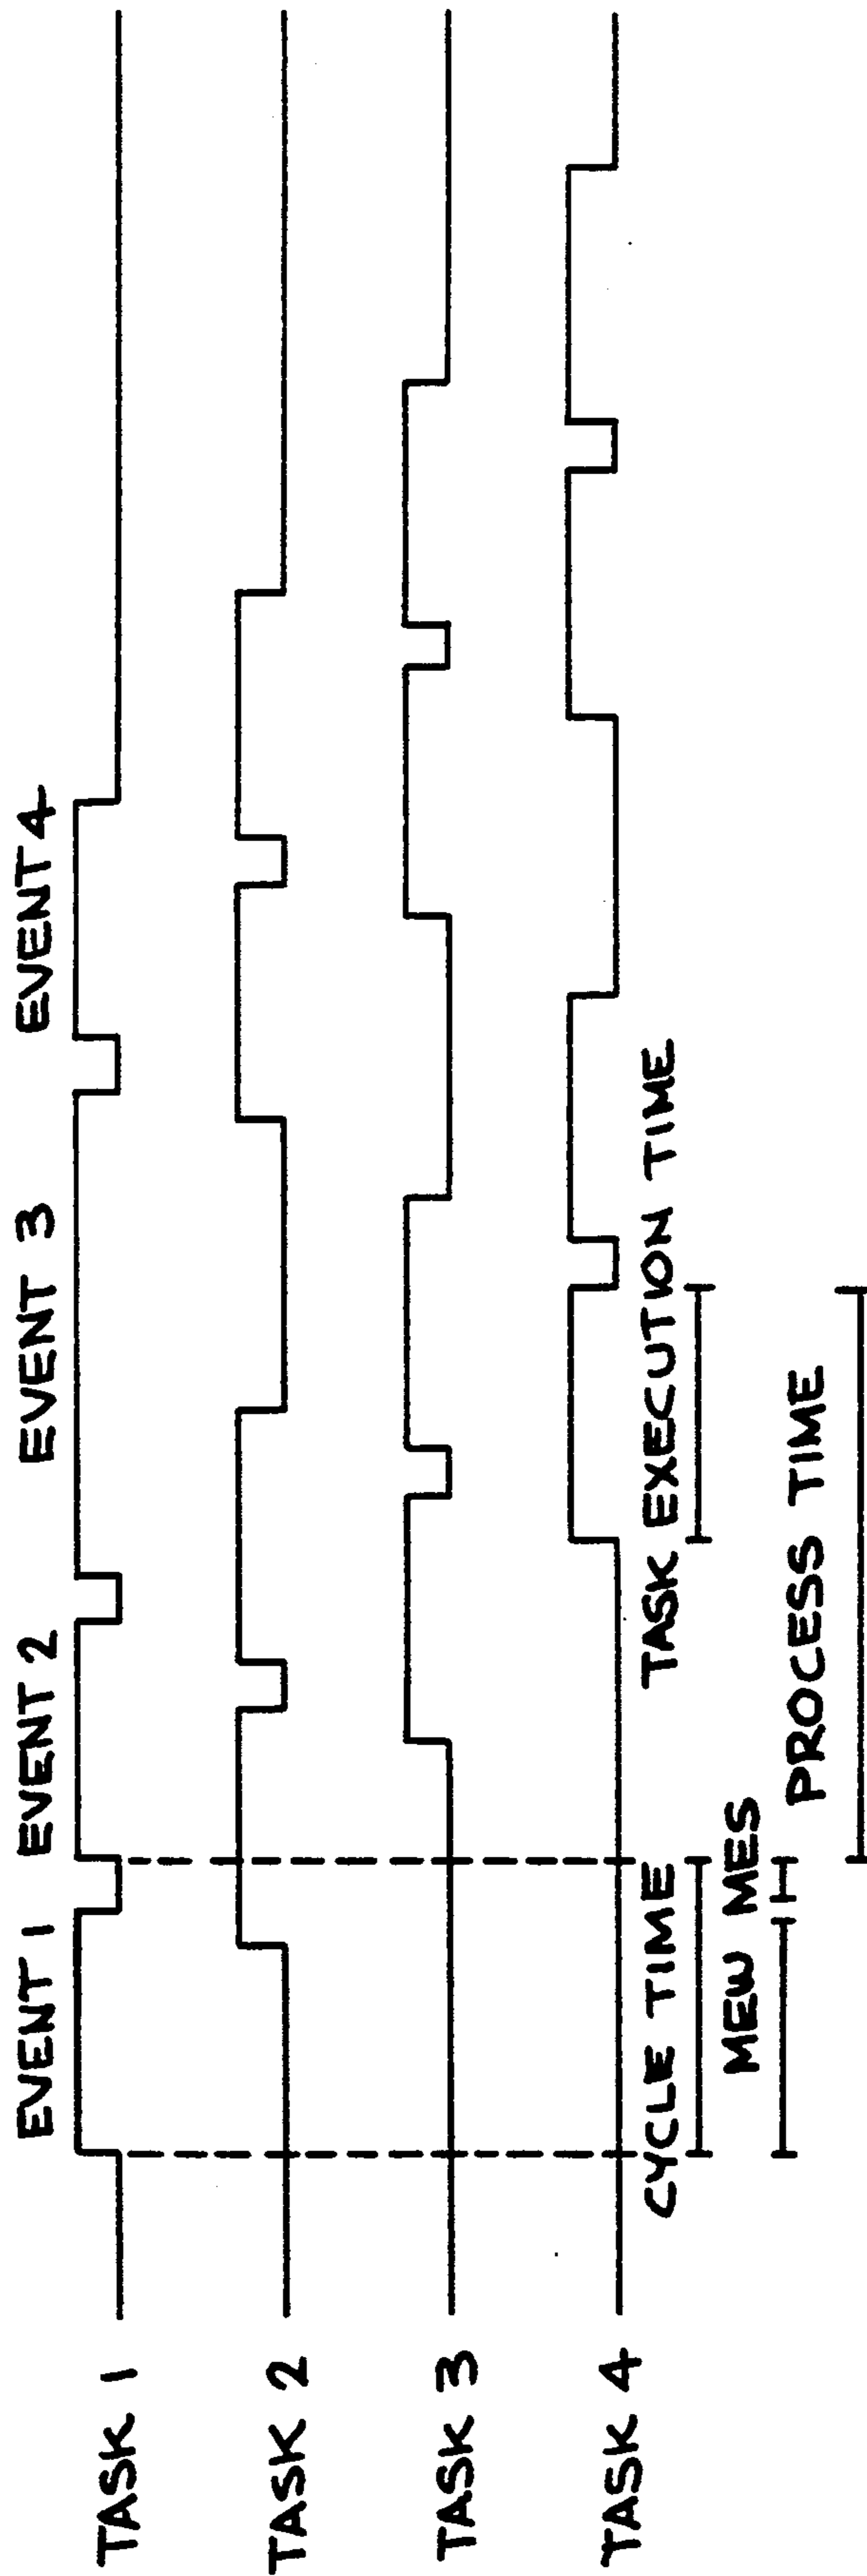 EVENT 1 EVENT 2 EVENT 3 EVENT 4
TASK 1
TASK 2
TASK 3
TASK 4
TASK EXECUTION TIME
CYCLE TIME
MEW MES
PROCESS TIME